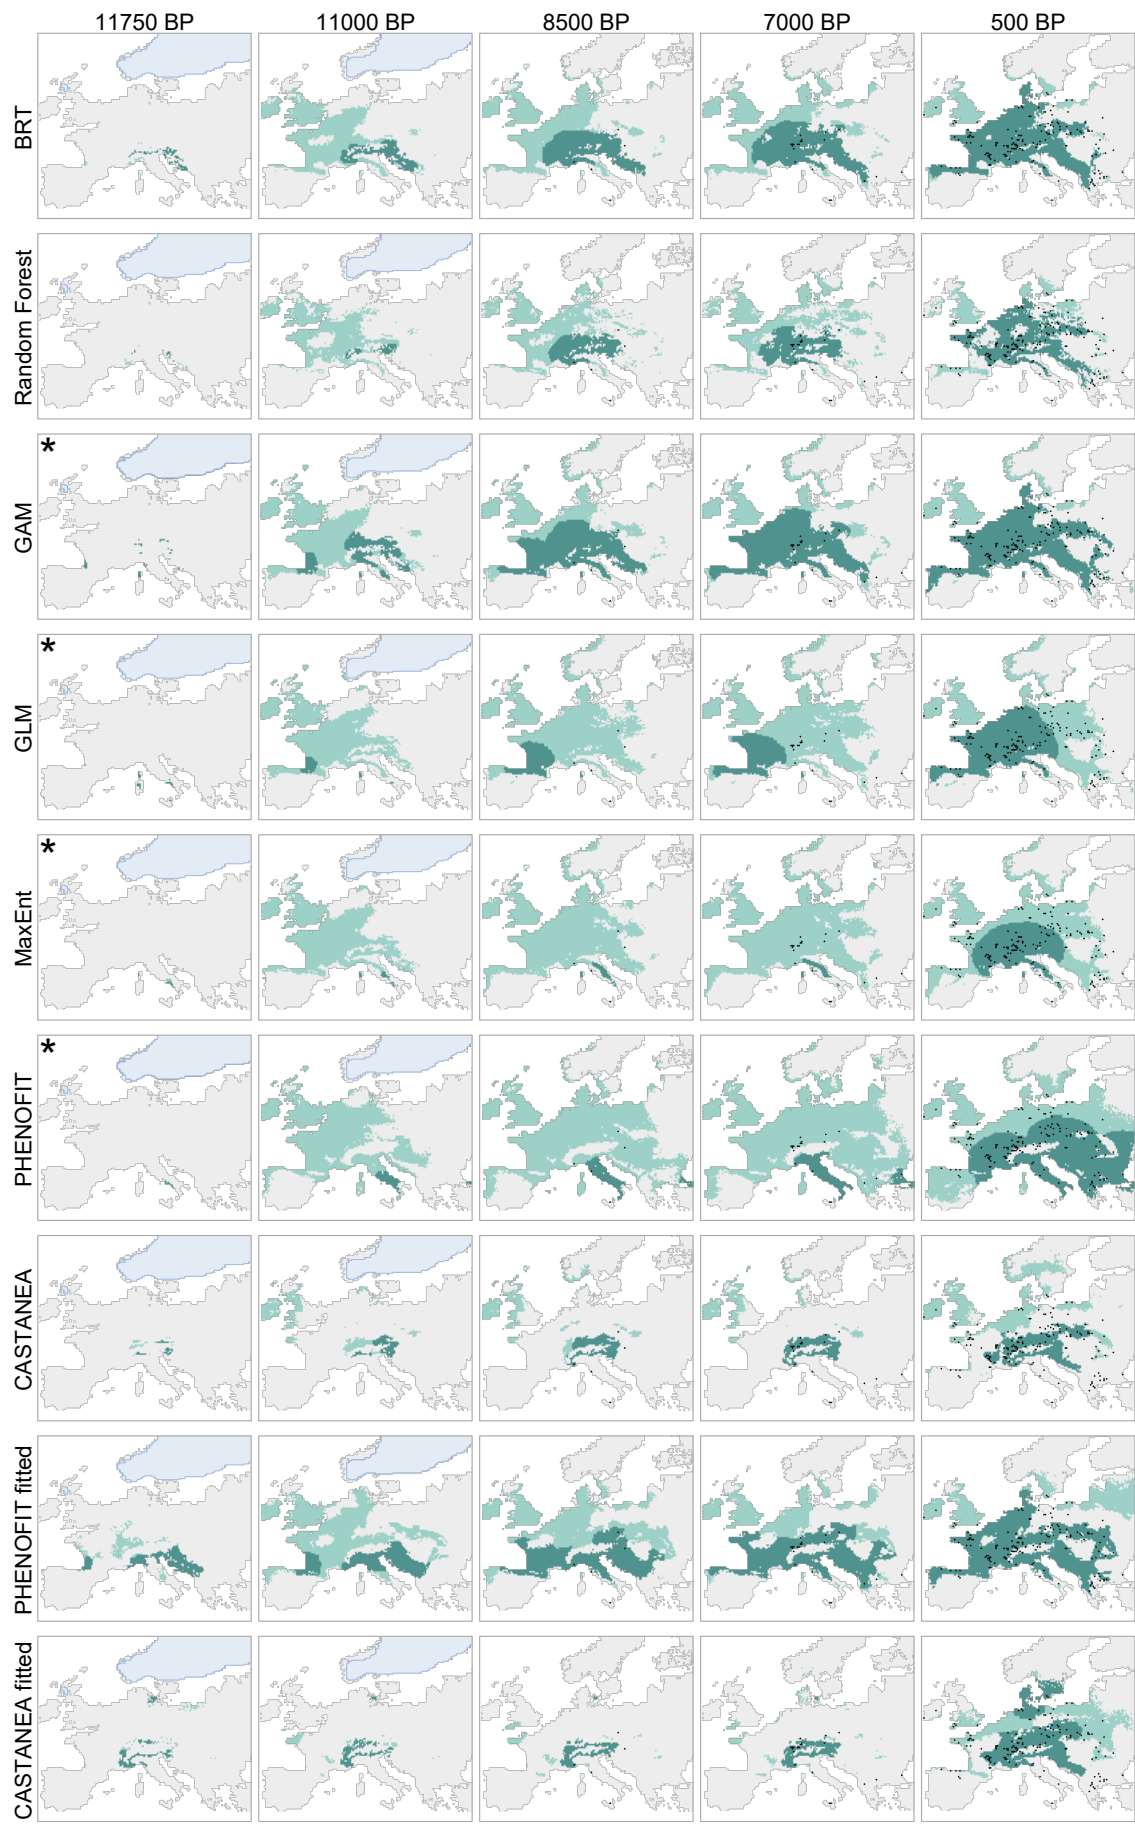 11750 BP 11000 BP 8500 BP 7000 BP 500 BP
BRT
Random Forest
* GAM
* GLM
* MaxEnt
* PHENOFIT
CASTANEA
PHENOFIT fitted
CASTANEA fitted